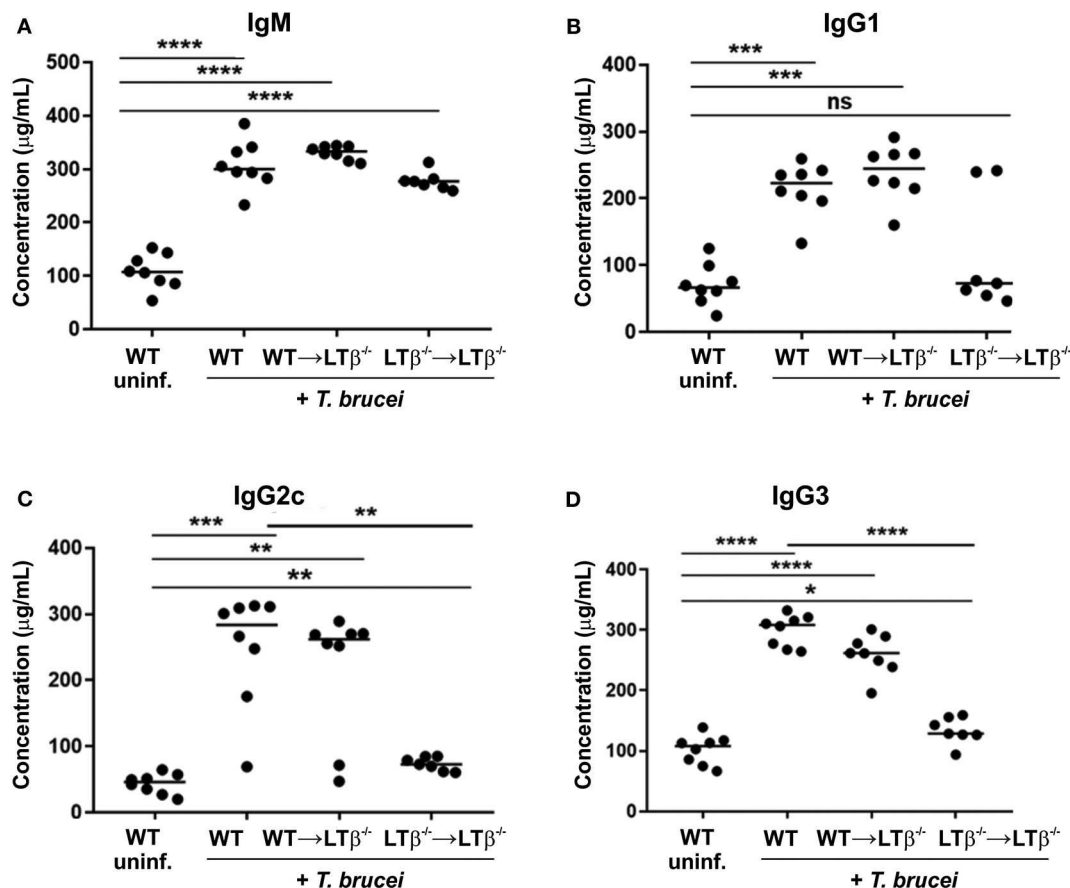 A
IgM
Concentration (μg/mL)
500
400
300
200
100
0
****
****
****
WT WT WT→LTβ⁻/⁻ LTβ⁻/⁻→LTβ⁻/⁻
uninf.
+ T. brucei
B
IgG1
Concentration (μg/mL)
400
300
200
100
0
***
***
ns
WT WT WT→LTβ⁻/⁻ LTβ⁻/⁻→LTβ⁻/⁻
uninf.
+ T. brucei
C
IgG2c
Concentration (μg/mL)
400
300
200
100
0
*** **
**
**
WT WT WT→LTβ⁻/⁻ LTβ⁻/⁻→LTβ⁻/⁻
uninf.
+ T. brucei
D
IgG3
Concentration (μg/mL)
400
300
200
100
0
**** ****
****
*
WT WT WT→LTβ⁻/⁻ LTβ⁻/⁻→LTβ⁻/⁻
uninf.
+ T. brucei